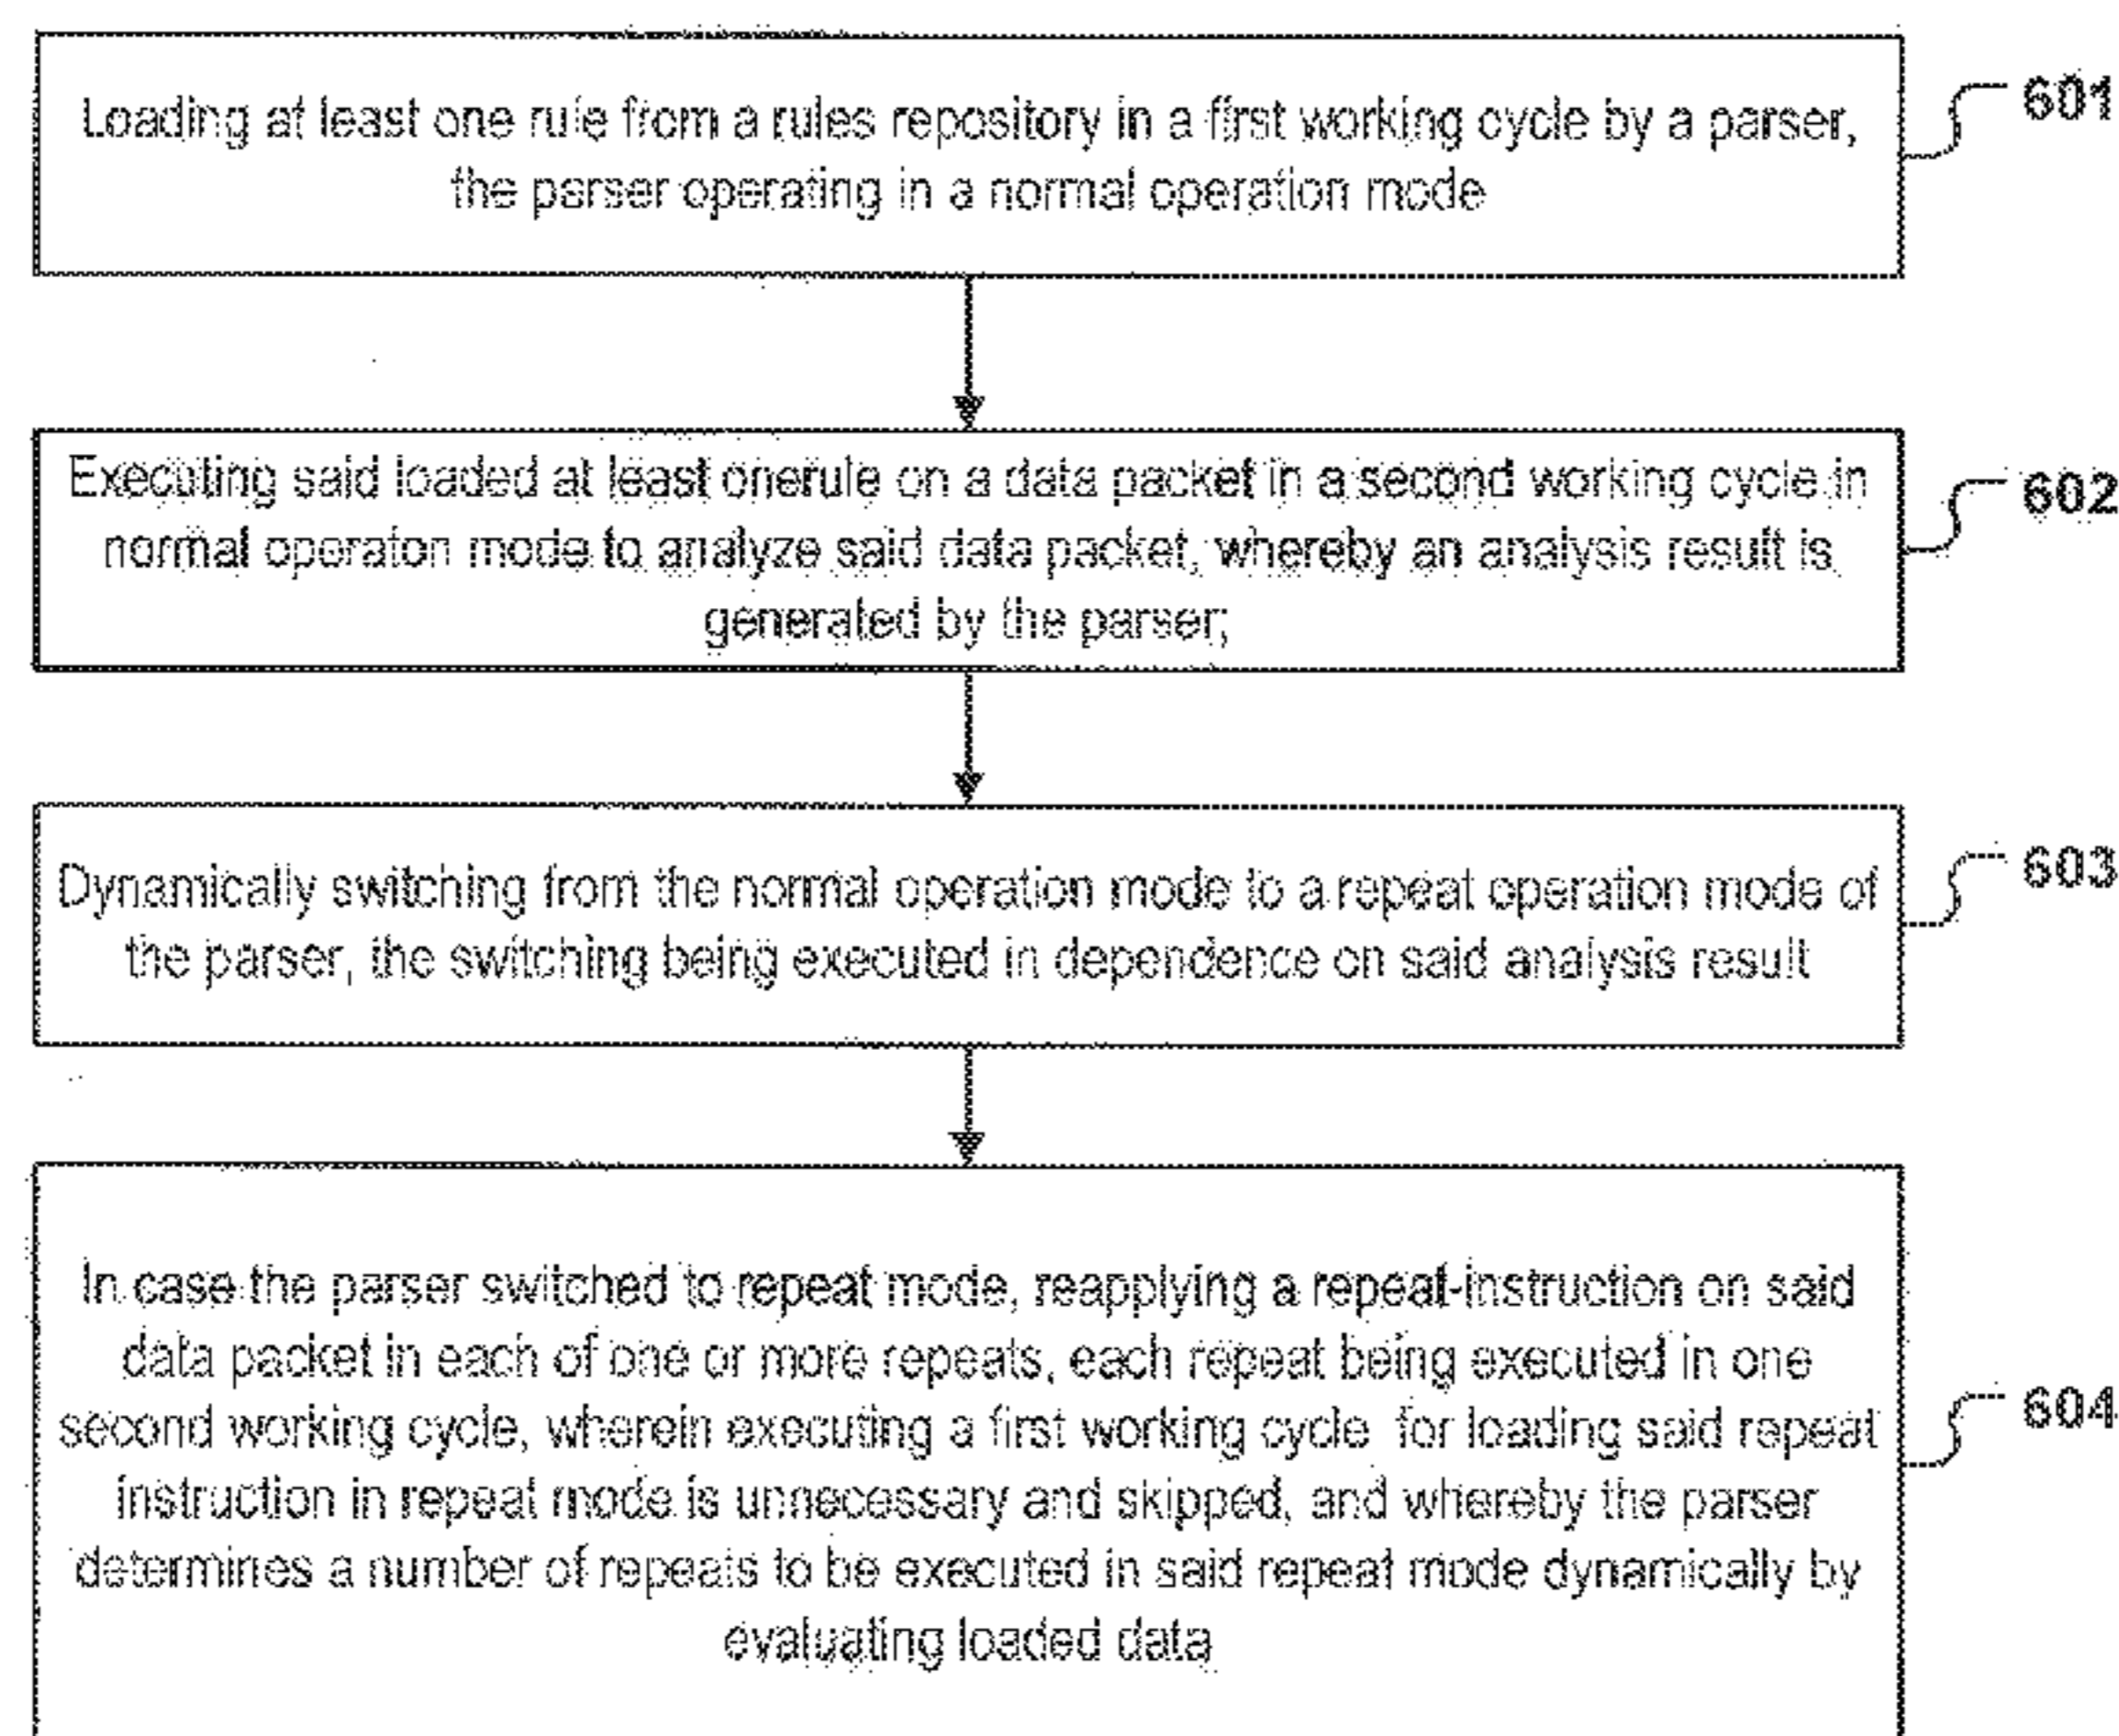 Loading at least one rule from a rules repository in a first working cycle by a parser,
the parser operating in a normal operation mode
601
Executing said loaded at least onerule on a data packet in a second working cycle in
normal operaton mode to analyze said data packet, whereby an analysis result is
generated by the parser;
602
Dynamically switching from the normal operation mode to a repeat operation mode of
the parser, the switching being executed in dependence on said analysis result
603
In case the parser switched to repeat mode, reapplying a repeat-instruction on said
data packet in each of one or more repeats, each repeat being executed in one
second working cycle, wherein executing a first working cycle for loading said repeat
instruction in repeat mode is unnecessary and skipped, and whereby the parser
determines a number of repeats to be executed in said repeat mode dynamically by
evaluating loaded data
604